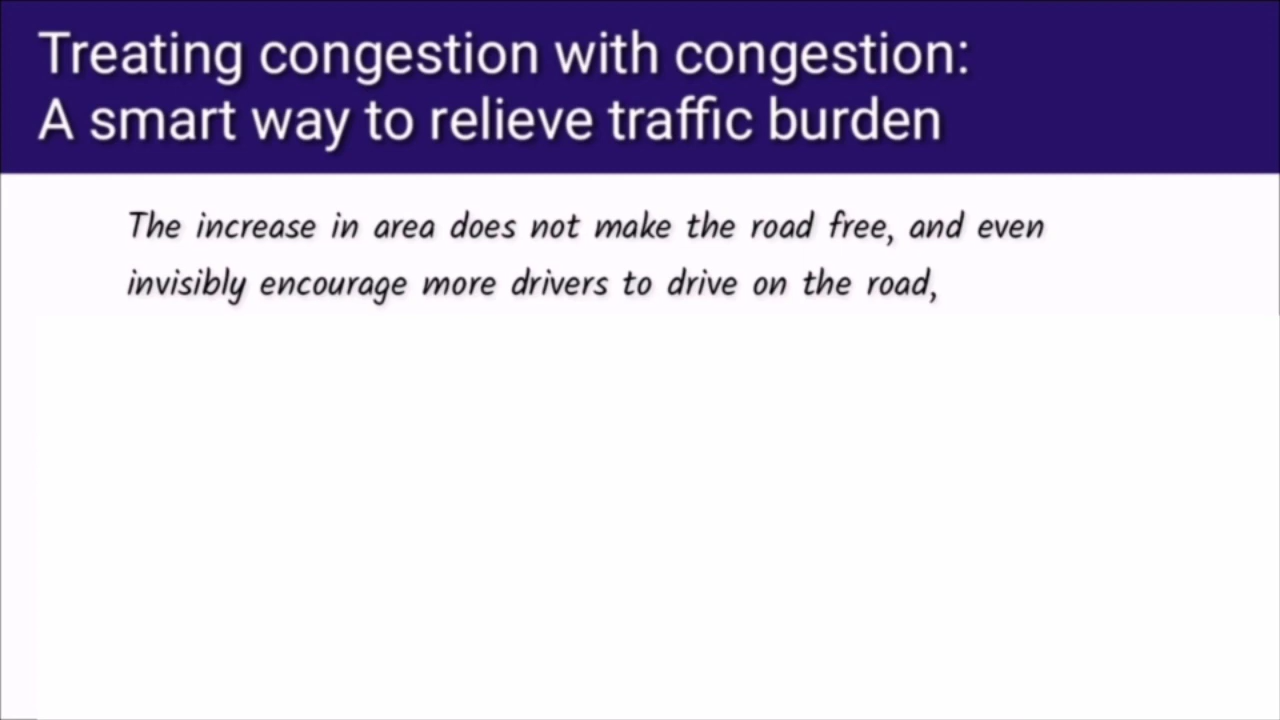 Treating congestion with congestion:
A smart way to relieve traffic burden
The increase in area does not make the road free, and even
invisibly encourage more drivers to drive on the road,